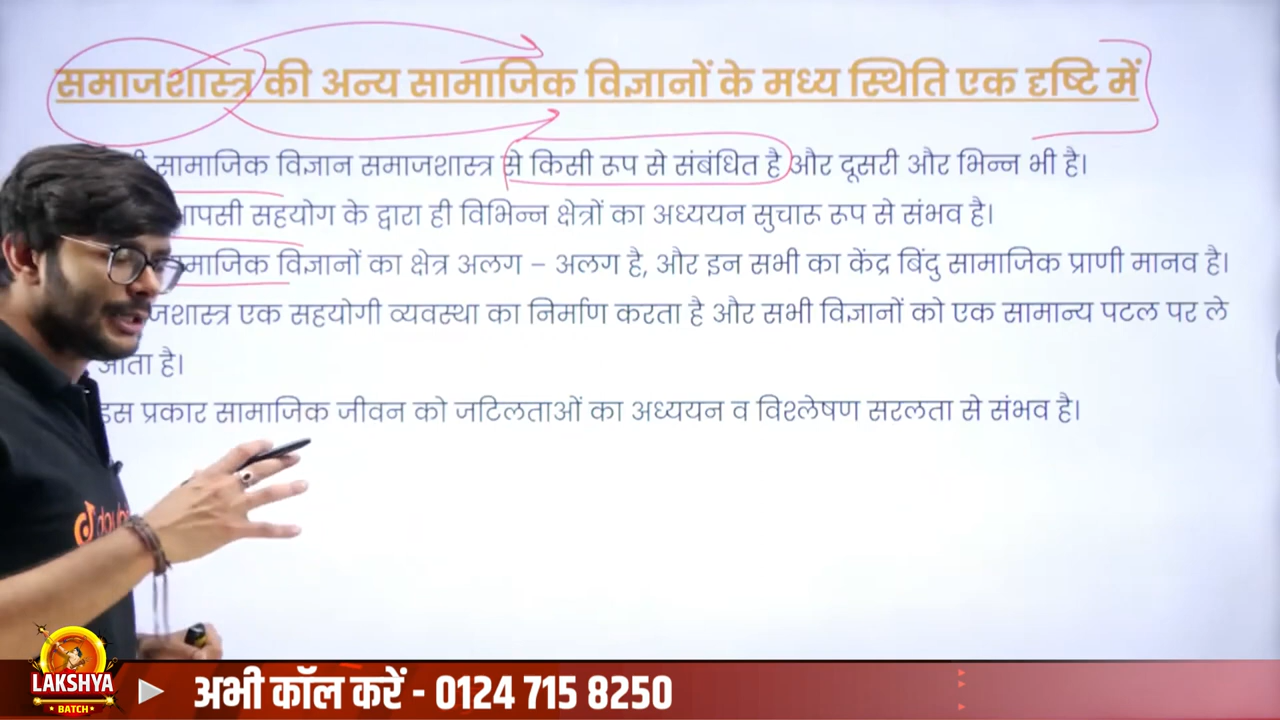 समाजशास्त्र की अन्य सामाजिक विज्ञानों के मध्य स्थिति एक दृष्टि में
सामाजिक विज्ञान समाजशास्त्र से किसी रूप से संबंधित है और दूसरी और भिन्न भी है।
आपसी सहयोग के द्वारा ही विभिन्न क्षेत्रों का अध्ययन सुचारू रूप से संभव है।
विज्ञानों का क्षेत्र अलग – अलग है, और इन सभी का केंद्र बिंदु सामाजिक प्राणी मानव है।
एक सहयोगी व्यवस्था का निर्माण करता है और सभी विज्ञानों को एक सामान्य पटल पर ले
आता है।
इस प्रकार सामाजिक जीवन को जटिलताओं का अध्ययन व विश्लेषण सरलता से संभव है।
LAKSHYA
BATCH
अभी कॉल करें - 0124 715 8250